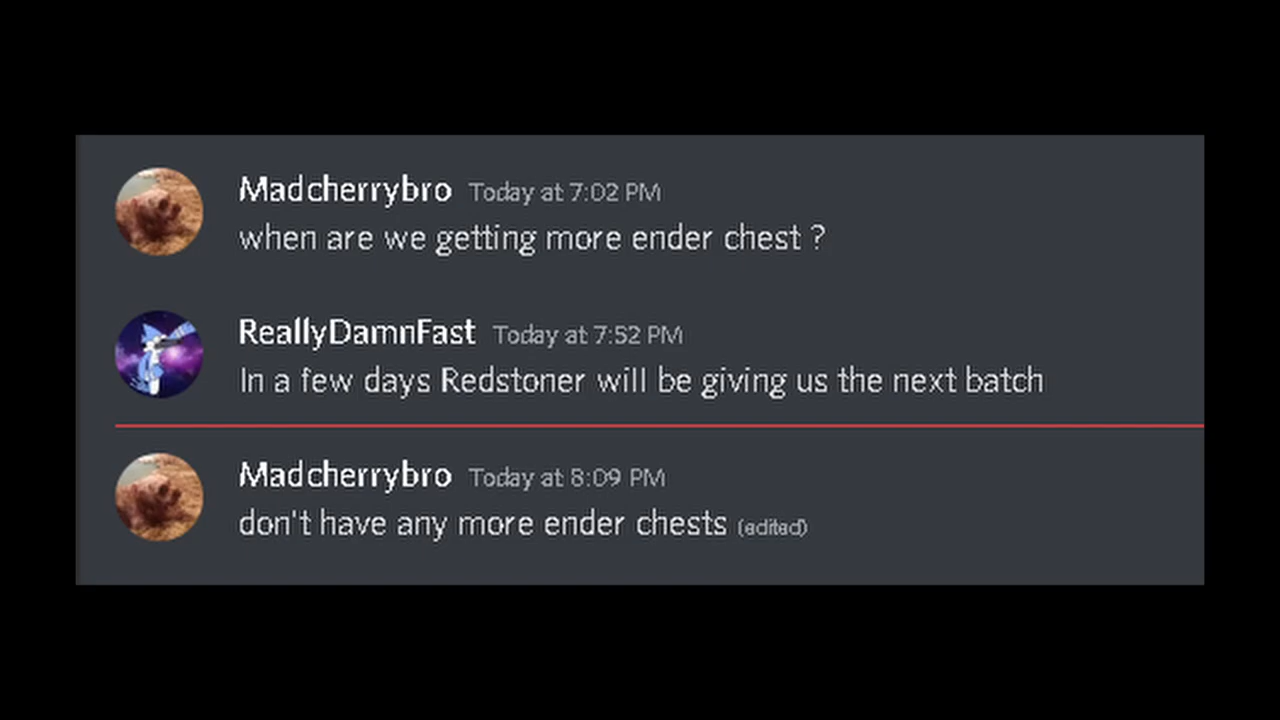 Madcherrybro Today at 7:02 PM
when are we getting more ender chest ?
ReallyDamnFast Today at 7:52 PM
In a few days Redstoner will be giving us the next batch
Madcherrybro Today at 8:09 PM
don't have any more ender chests (edited)